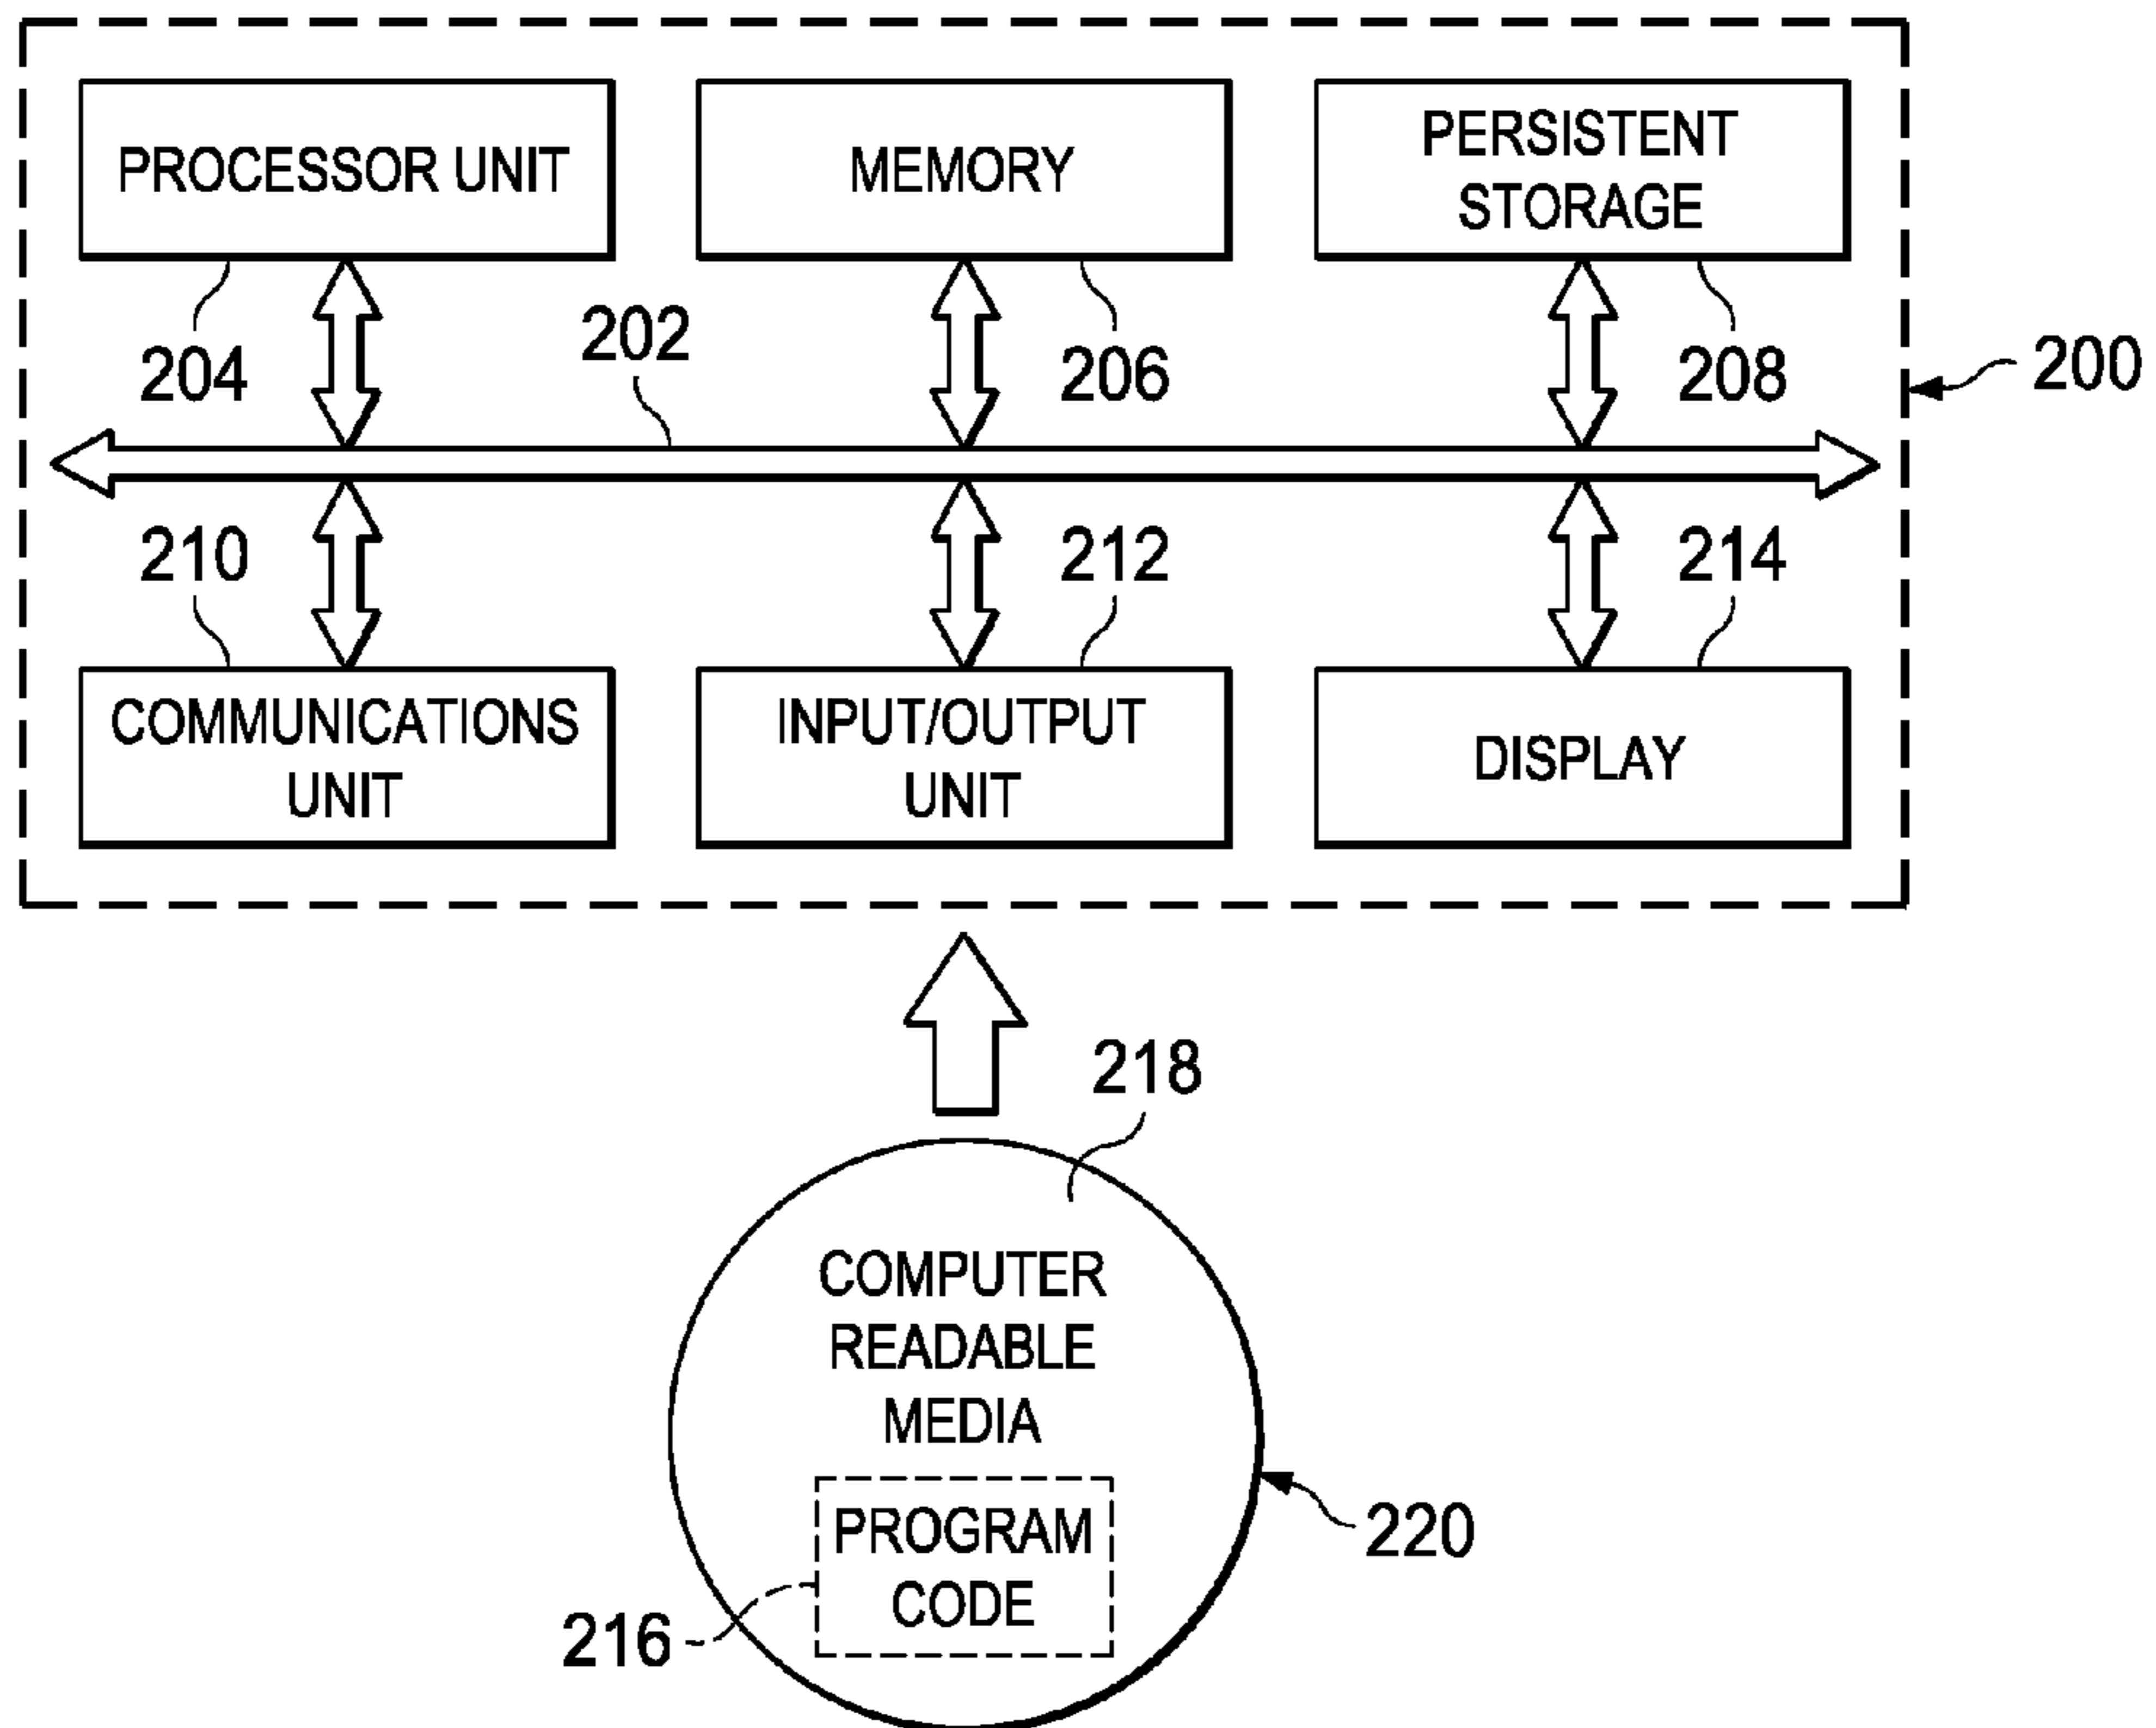 PROCESSOR UNIT
MEMORY
PERSISTENT
STORAGE
204
202
206
208
200
210
212
214
COMMUNICATIONS
UNIT
INPUT/OUTPUT
UNIT
DISPLAY
218
COMPUTER
READABLE
MEDIA
PROGRAM
CODE
220
216